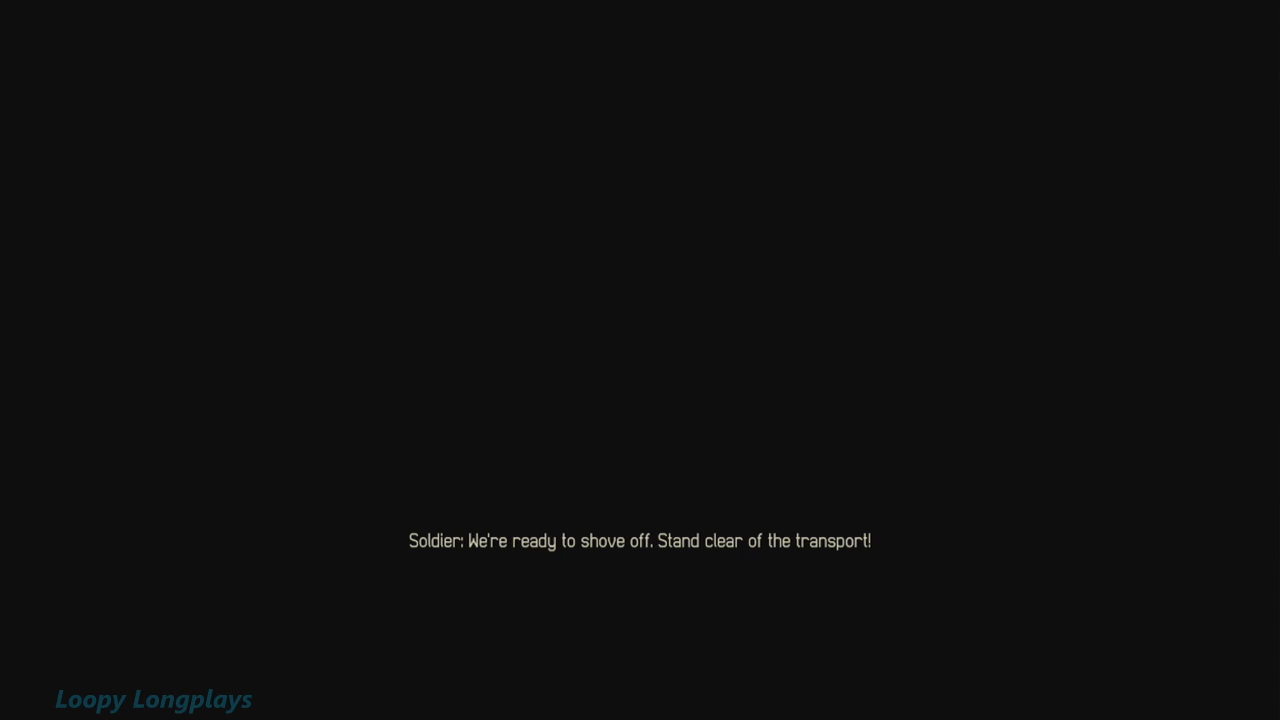 Soldier: We're ready to shove off. Stand clear of the transport!
Loopy Longplays